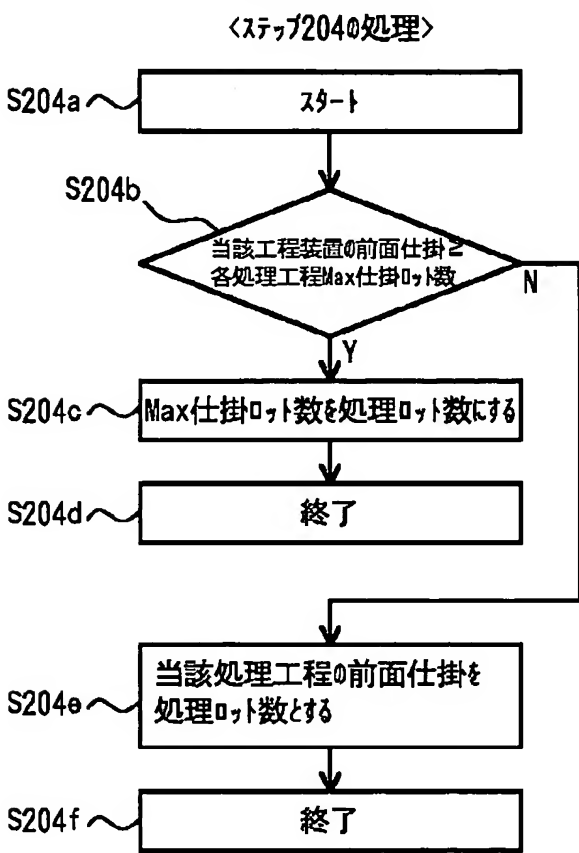 〈ステップ204の処理〉
S204a
スタート
S204b
当該工程装置の前面仕掛≧
各処理工程Max仕掛ロット数
N
Y
S204c
Max仕掛ロット数を処理ロット数にする
S204d
終了
S204e
当該処理工程の前面仕掛を
処理ロット数とする
S204f
終了